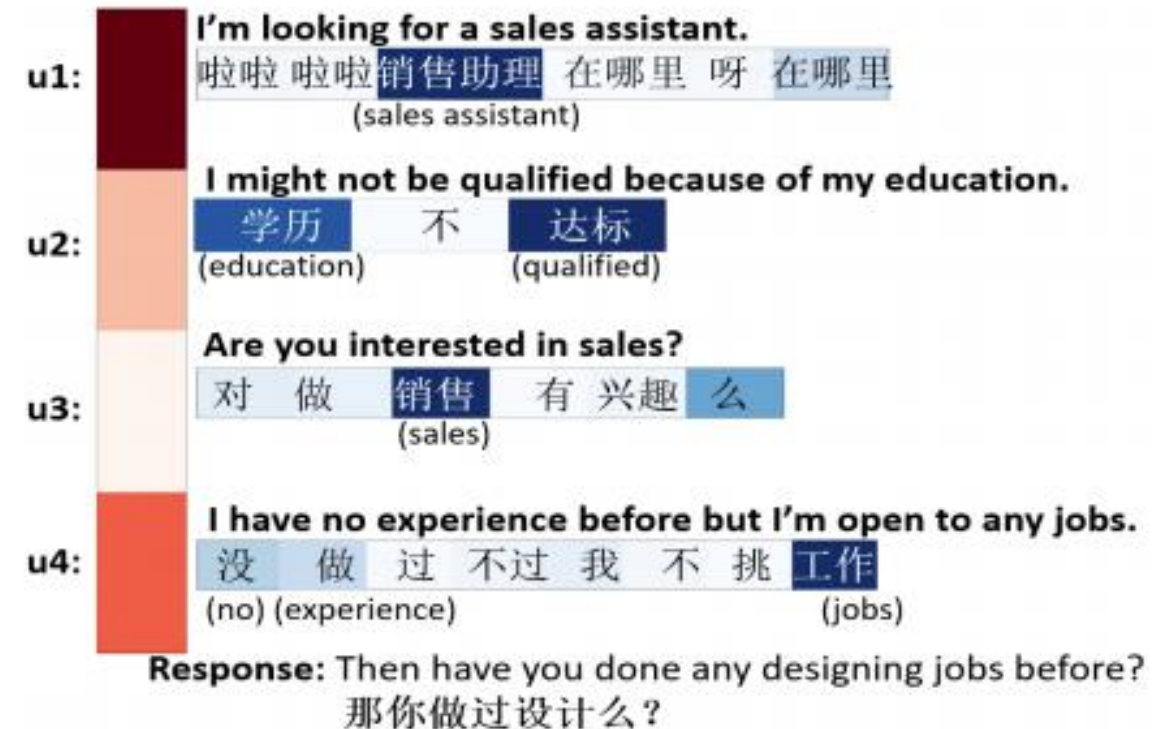 I'm looking for a sales assistant.
u1: 啦啦 啦啦 销售助理 在哪里 呀 在哪里
(sales assistant)
I might not be qualified because of my education.
u2: 学历 不 达标
(education) (qualified)
Are you interested in sales?
u3: 对 做 销售 有 兴趣 么
(sales)
I have no experience before but I'm open to any jobs.
u4: 没 做 过 不过 我 不 挑 工作
(no) (experience) (jobs)
Response: Then have you done any designing jobs before?
那你做过设计么？